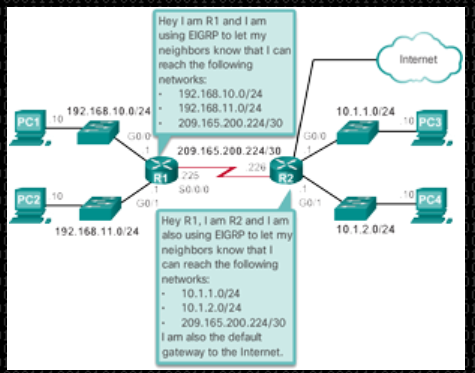 Hey I am R1 and I am
using EIGRP to let my
neighbors know that I can
reach the following
networks:
- 192.168.10.0/24
- 192.168.11.0/24
- 209.165.200.224/30
Internet
192.168.10.0/24
10.1.1.0/24
PC1
.10
G0/0
.1
209.165.200.224/30
G0/0
.1
.10
PC3
.225
.226
R1
R2
S0/0/0
PC2
.10
.1
G0/1
.1
G0/1
.10
PC4
192.168.11.0/24
10.1.2.0/24
Hey R1, I am R2 and I am
also using EIGRP to let my
neighbors know that I
can reach the following
networks:
- 10.1.1.0/24
- 10.1.2.0/24
- 209.165.200.224/30
I am also the default
gateway to the Internet.